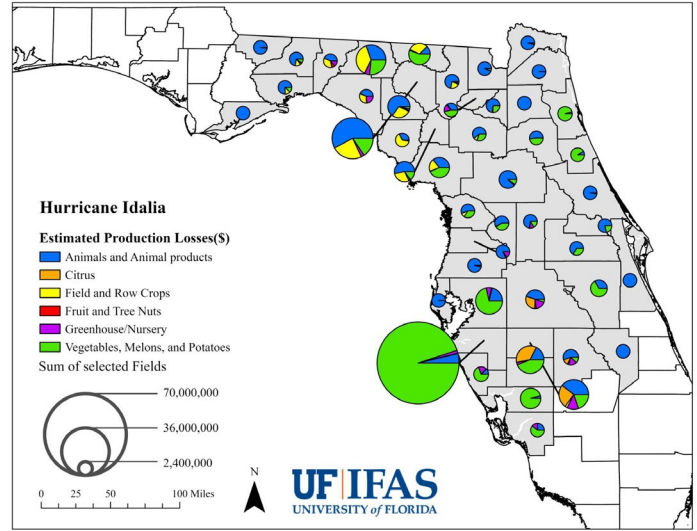 Hurricane Idalia
Estimated Production Losses($)
Animals and Animal products
Citrus
Field and Row Crops
Fruit and Tree Nuts
Greenhouse/Nursery
Vegetables, Melons, and Potatoes
Sum of selected Fields
70,000,000
36,000,000
2,400,000
0 25 50 100 Miles
N
UF|IFAS
UNIVERSITY of FLORIDA